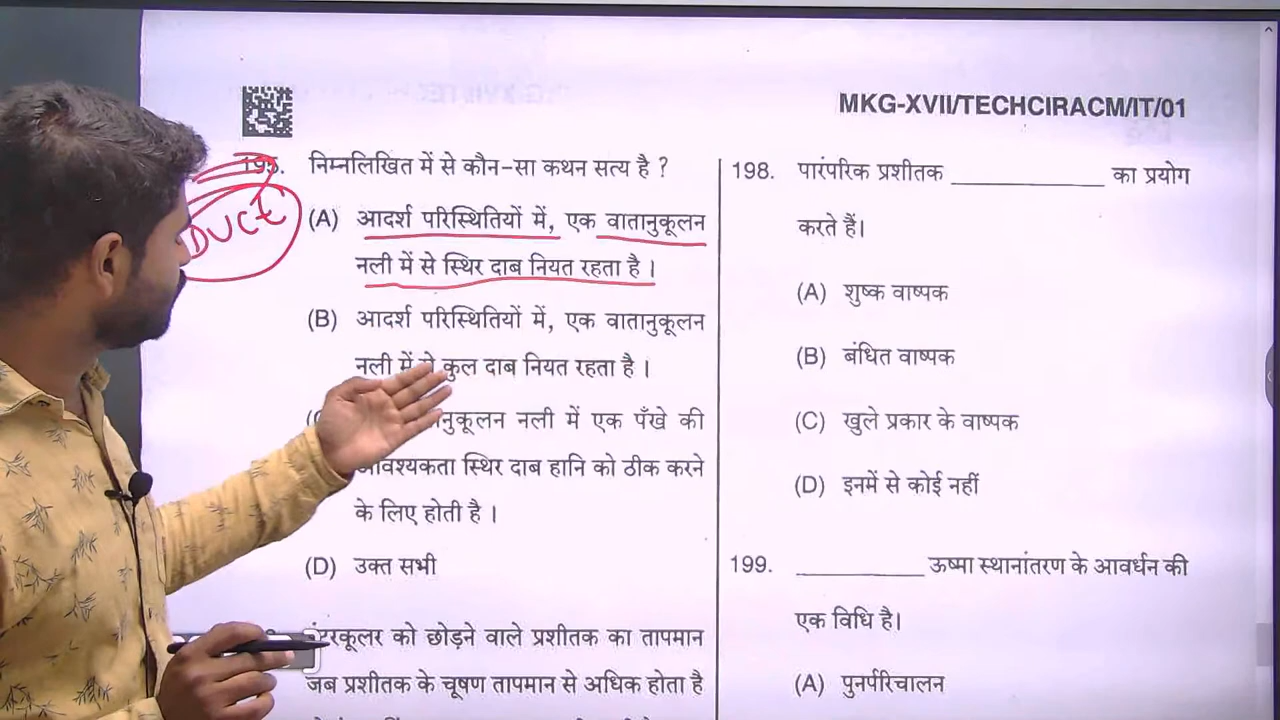 MKG-XVII/TECHCIRACM/IT/01
195. निम्नलिखित में से कौन-सा कथन सत्य है ?
DUCt
(A) आदर्श परिस्थितियों में, एक वातानुकूलन
नली में से स्थिर दाब नियत रहता है ।
(B) आदर्श परिस्थितियों में, एक वातानुकूलन
नली में से कुल दाब नियत रहता है ।
नुकूलन नली में एक पँखे की
आवश्यकता स्थिर दाब हानि को ठीक करने
के लिए होती है ।
(D) उक्त सभी
को छोड़ने वाले प्रशीतक का तापमान
जब प्रशीतक के चूषण तापमान से अधिक होता है
198. पारंपरिक प्रशीतक ____________ का प्रयोग
करते हैं।
(A) शुष्क वाष्पक
(B) बंधित वाष्पक
(C) खुले प्रकार के वाष्पक
(D) इनमें से कोई नहीं
199. __________ ऊष्मा स्थानांतरण के आवर्धन की
एक विधि है।
(A) पुनर्परिचालन